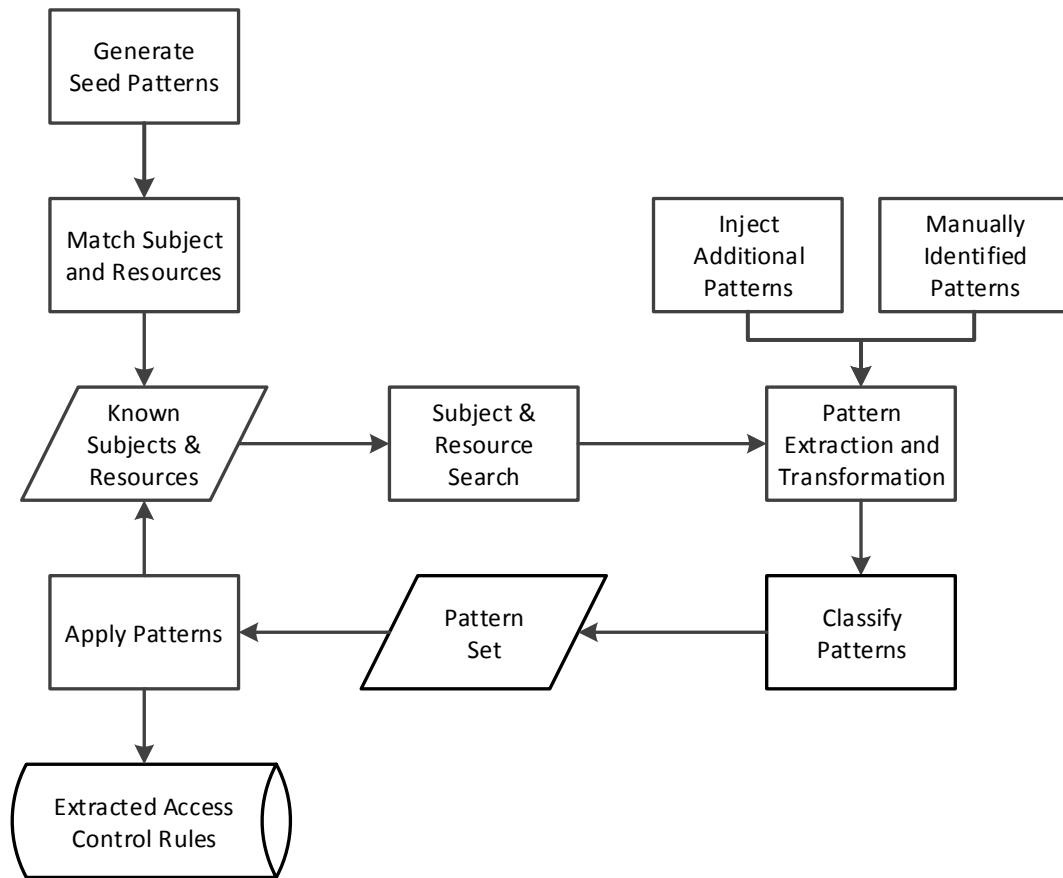 Generate
Seed Patterns
Match Subject
and Resources
Inject
Additional
Patterns
Manually
Identified
Patterns
Known
Subjects &
Resources
Subject &
Resource
Search
Pattern
Extraction and
Transformation
Apply Patterns
Pattern
Set
Classify
Patterns
Extracted Access
Control Rules